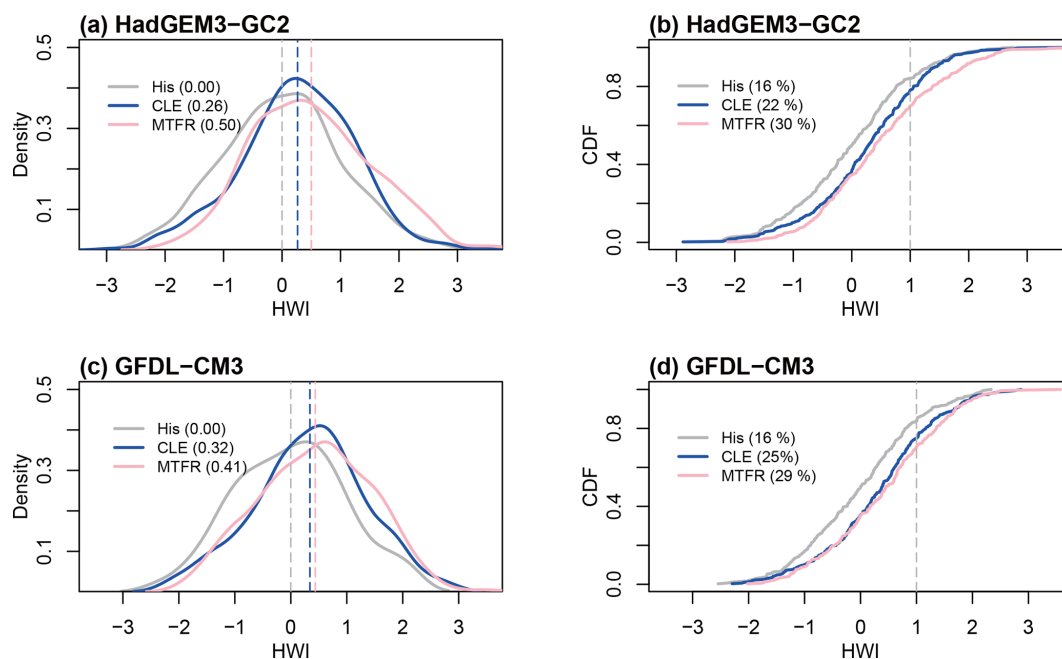 (a) HadGEM3−GC2
0.5
0.3
0.1
Density
His (0.00)
CLE (0.26)
MTFR (0.50)
−3 −2 −1 0 1 2 3
HWI
(b) HadGEM3−GC2
0.8
0.4
0.0
CDF
His (16 %)
CLE (22 %)
MTFR (30 %)
−3 −2 −1 0 1 2 3
HWI
(c) GFDL−CM3
0.5
0.3
0.1
Density
His (0.00)
CLE (0.32)
MTFR (0.41)
−3 −2 −1 0 1 2 3
HWI
(d) GFDL−CM3
0.8
0.4
0.0
CDF
His (16 %)
CLE (25%)
MTFR (29 %)
−3 −2 −1 0 1 2 3
HWI